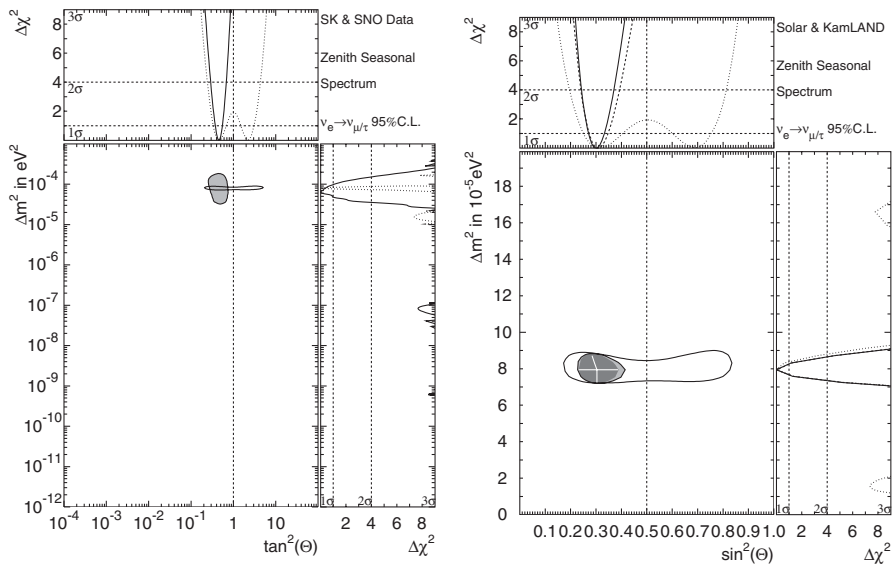 Δχ²
3σ
8
6
4
2σ
2
1σ
SK & SNO Data
Zenith Seasonal
Spectrum
νe→νμ/τ 95%C.L.
Δm² in eV²
10⁻⁴
10⁻⁵
10⁻⁶
10⁻⁷
10⁻⁸
10⁻⁹
10⁻¹⁰
10⁻¹¹
10⁻¹²
1σ 2σ 3σ
10⁻⁴ 10⁻³ 10⁻² 10⁻¹ 1 10 2 4 6 8
tan²(Θ) Δχ²
Δχ²
3σ
8
6
4
2σ
2
1σ
Solar & KamLAND
Zenith Seasonal
Spectrum
νe→νμ/τ 95%C.L.
Δm² in 10⁻⁵eV²
18
16
14
12
10
8
6
4
2
0
1σ 2σ 3σ
0.1 0.2 0.3 0.4 0.5 0.6 0.7 0.8 0.9 1.0 2 4 6 8
sin²(Θ) Δχ²